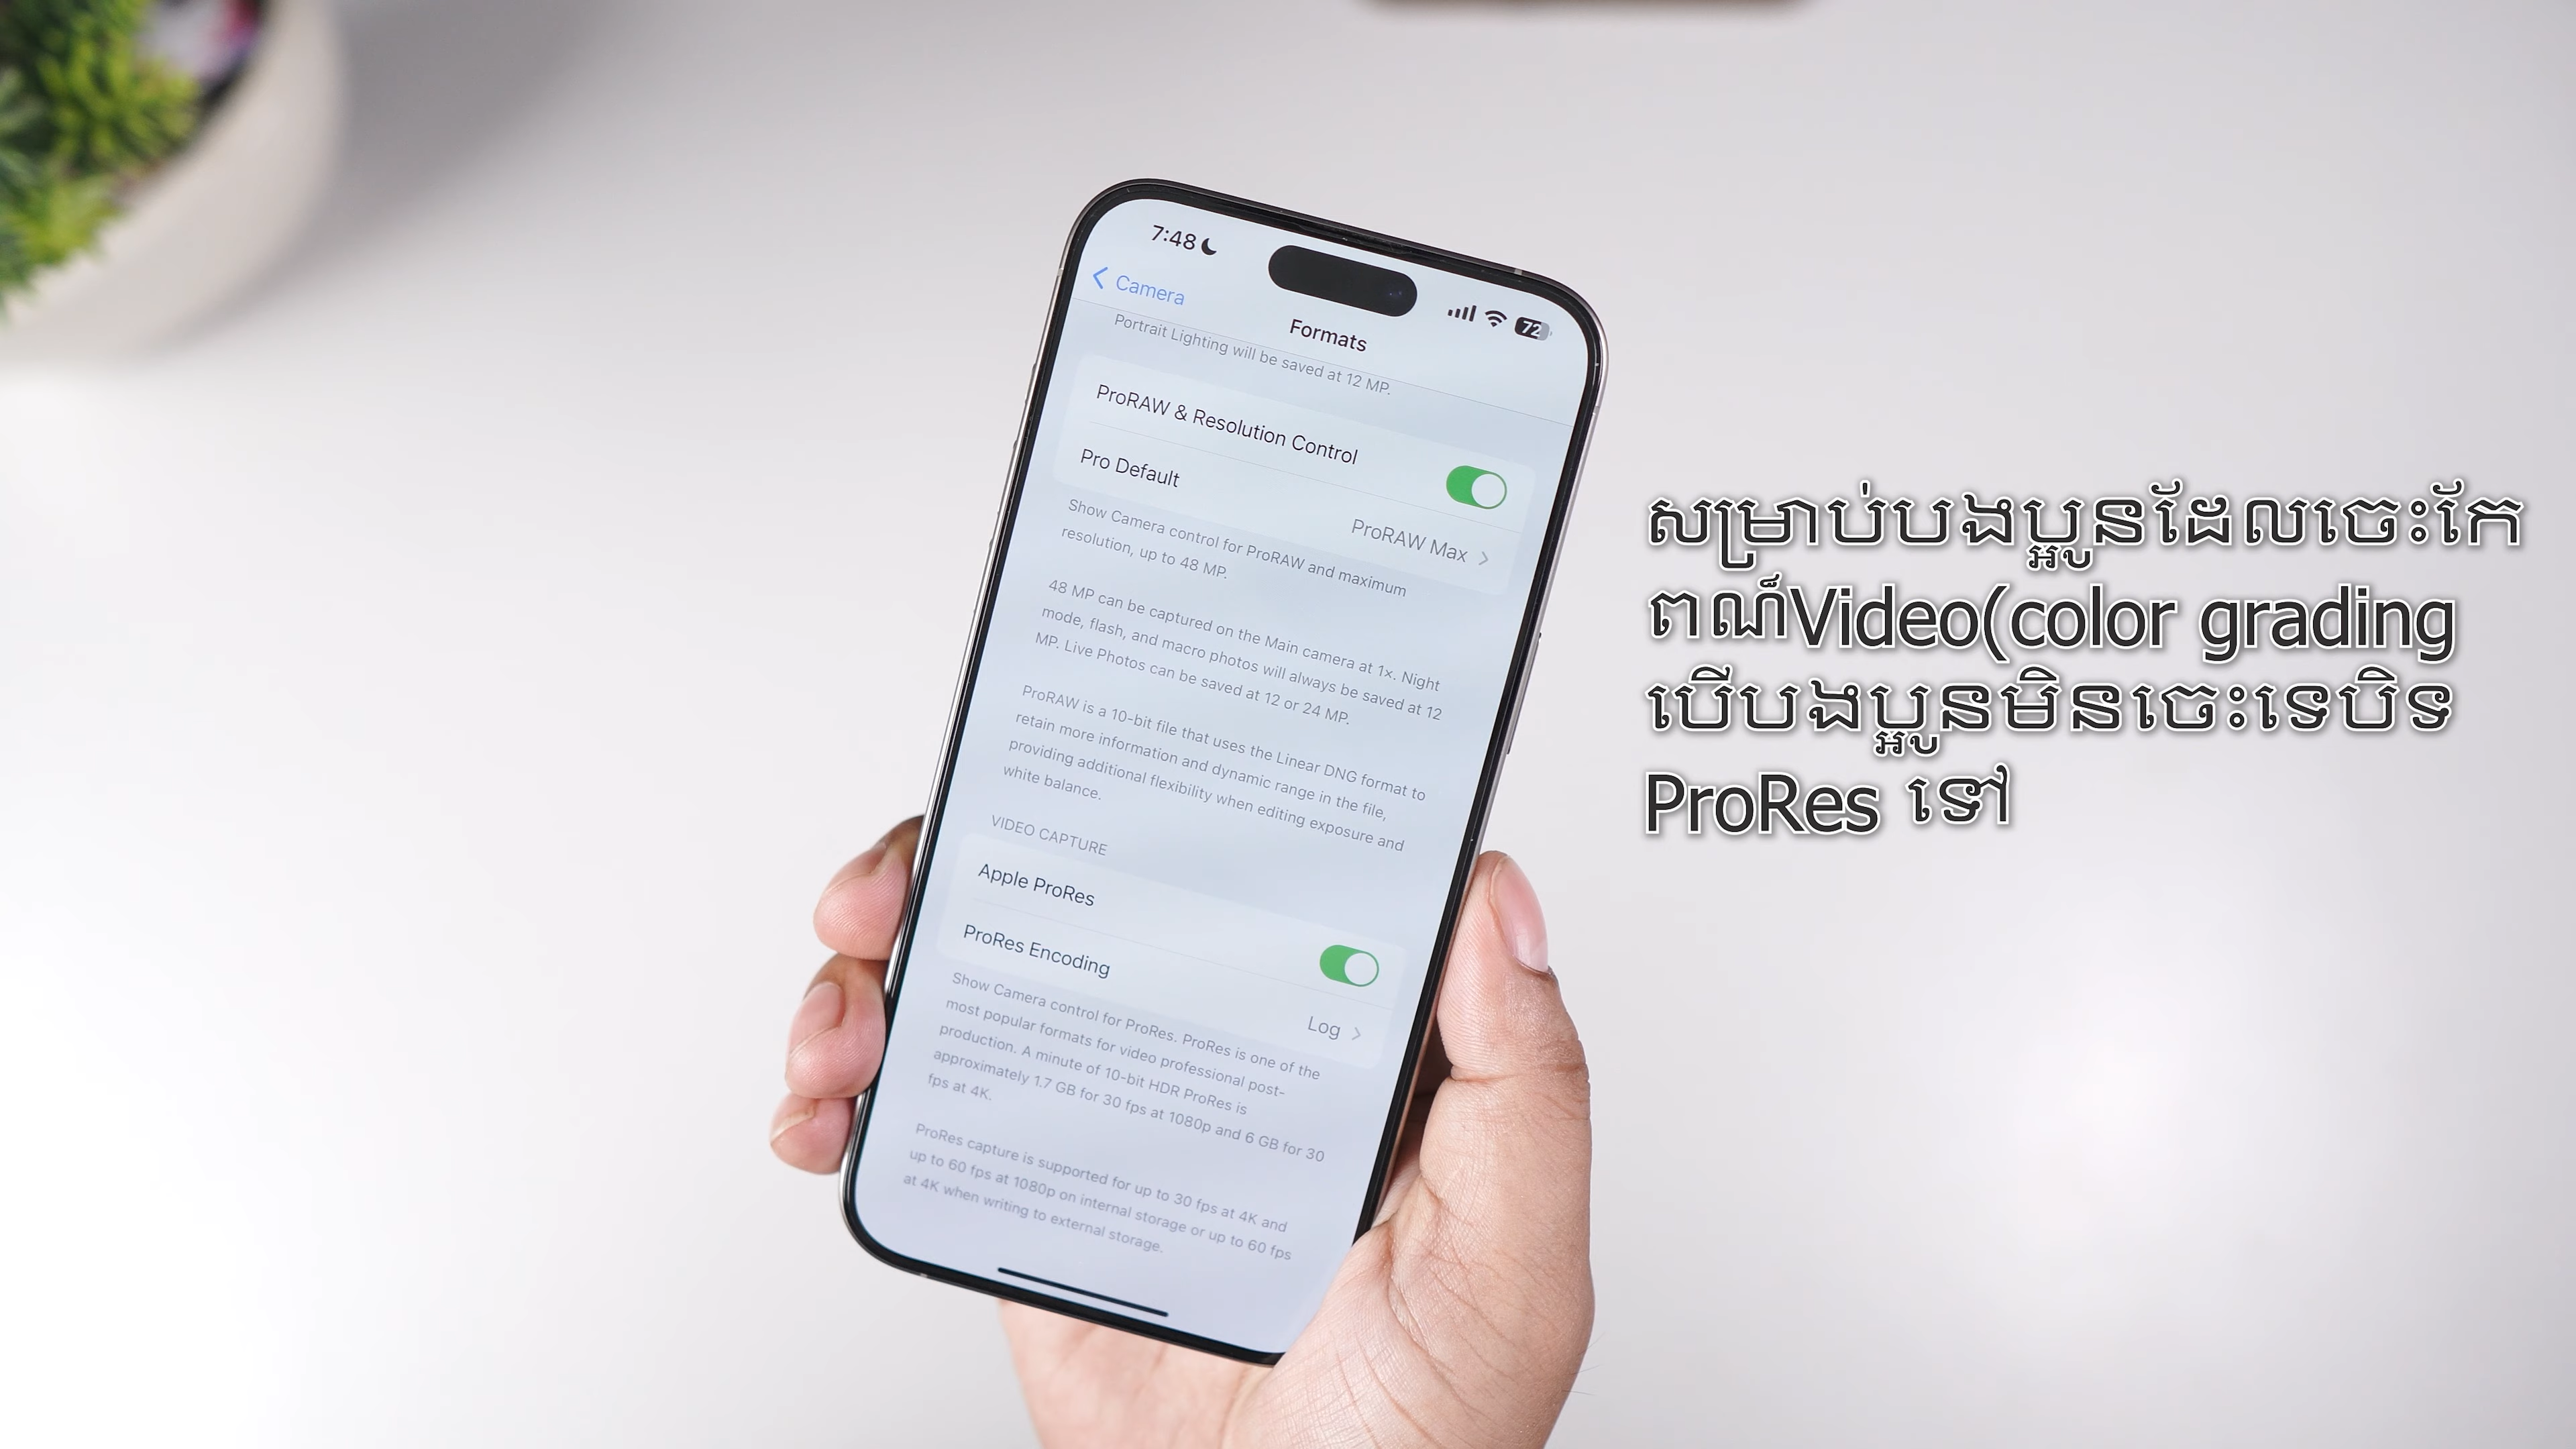 7:48
72
Camera
Formats
Portrait Lighting will be saved at 12 MP.
ProRAW & Resolution Control
Pro Default
ProRAW Max
Show Camera control for ProRAW and maximum
resolution, up to 48 MP.
48 MP can be captured on the Main camera at 1x. Night
mode, flash, and macro photos will always be saved at 12
MP. Live Photos can be saved at 12 or 24 MP.
ProRAW is a 10-bit file that uses the Linear DNG format to
retain more information and dynamic range in the file,
providing additional flexibility when editing exposure and
white balance.
VIDEO CAPTURE
Apple ProRes
ProRes Encoding
Log
Show Camera control for ProRes. ProRes is one of the
most popular formats for video professional post-
production. A minute of 10-bit HDR ProRes is
approximately 1.7 GB for 30 fps at 1080p and 6 GB for 30
fps at 4K.
ProRes capture is supported for up to 30 fps at 4K and
up to 60 fps at 1080p on internal storage or up to 60 fps
at 4K when writing to external storage.
សម្រាប់បងប្អូនដែលចេះកែ
ពណ៏Video(color grading
បើបងប្អូនមិនចេះទេបិទ
ProRes ទៅ